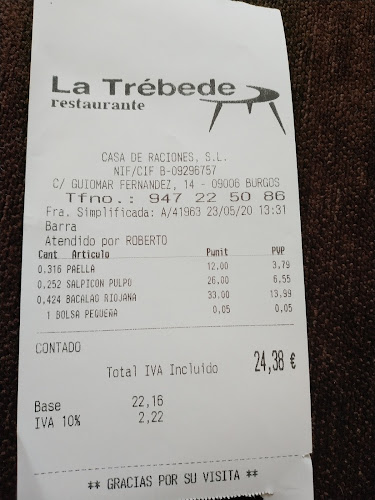 La Trébede
restaurante
CASA DE RACIONES, S.L.
NIF/CIF B-09296757
C/ GUIOMAR FERNANDEZ, 14 - 09006 BURGOS
Tfno.: 947 22 50 86
Fra. Simplificada: A/41963 23/05/20 13:31
Barra
Atendido por ROBERTO
Cant Articulo Punit PVP
0,316 PAELLA 12,00 3,79
0,252 SALPICON PULPO 26,00 6,55
0,424 BACALAO RIOJANA 33,00 13,99
1 BOLSA PEQUEÑA 0,05 0,05
CONTADO
Total IVA Incluido 24,38 €
Base 22,16
IVA 10% 2,22
** GRACIAS POR SU VISITA **